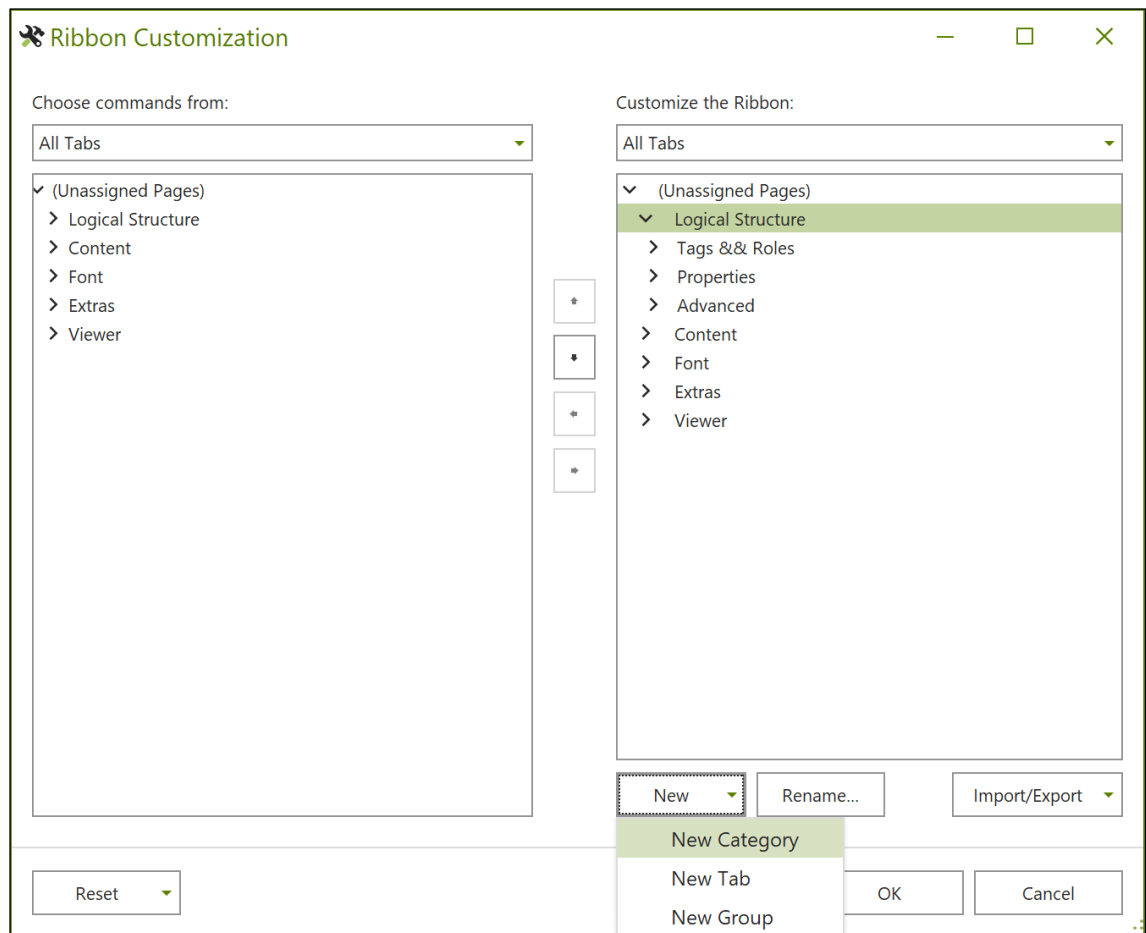 Ribbon Customization
Choose commands from:
All Tabs
(Unassigned Pages)
Logical Structure
Content
Font
Extras
Viewer
Customize the Ribbon:
All Tabs
(Unassigned Pages)
Logical Structure
Tags && Roles
Properties
Advanced
Content
Font
Extras
Viewer
New
Rename...
Import/Export
New Category
New Tab
New Group
Reset
OK
Cancel